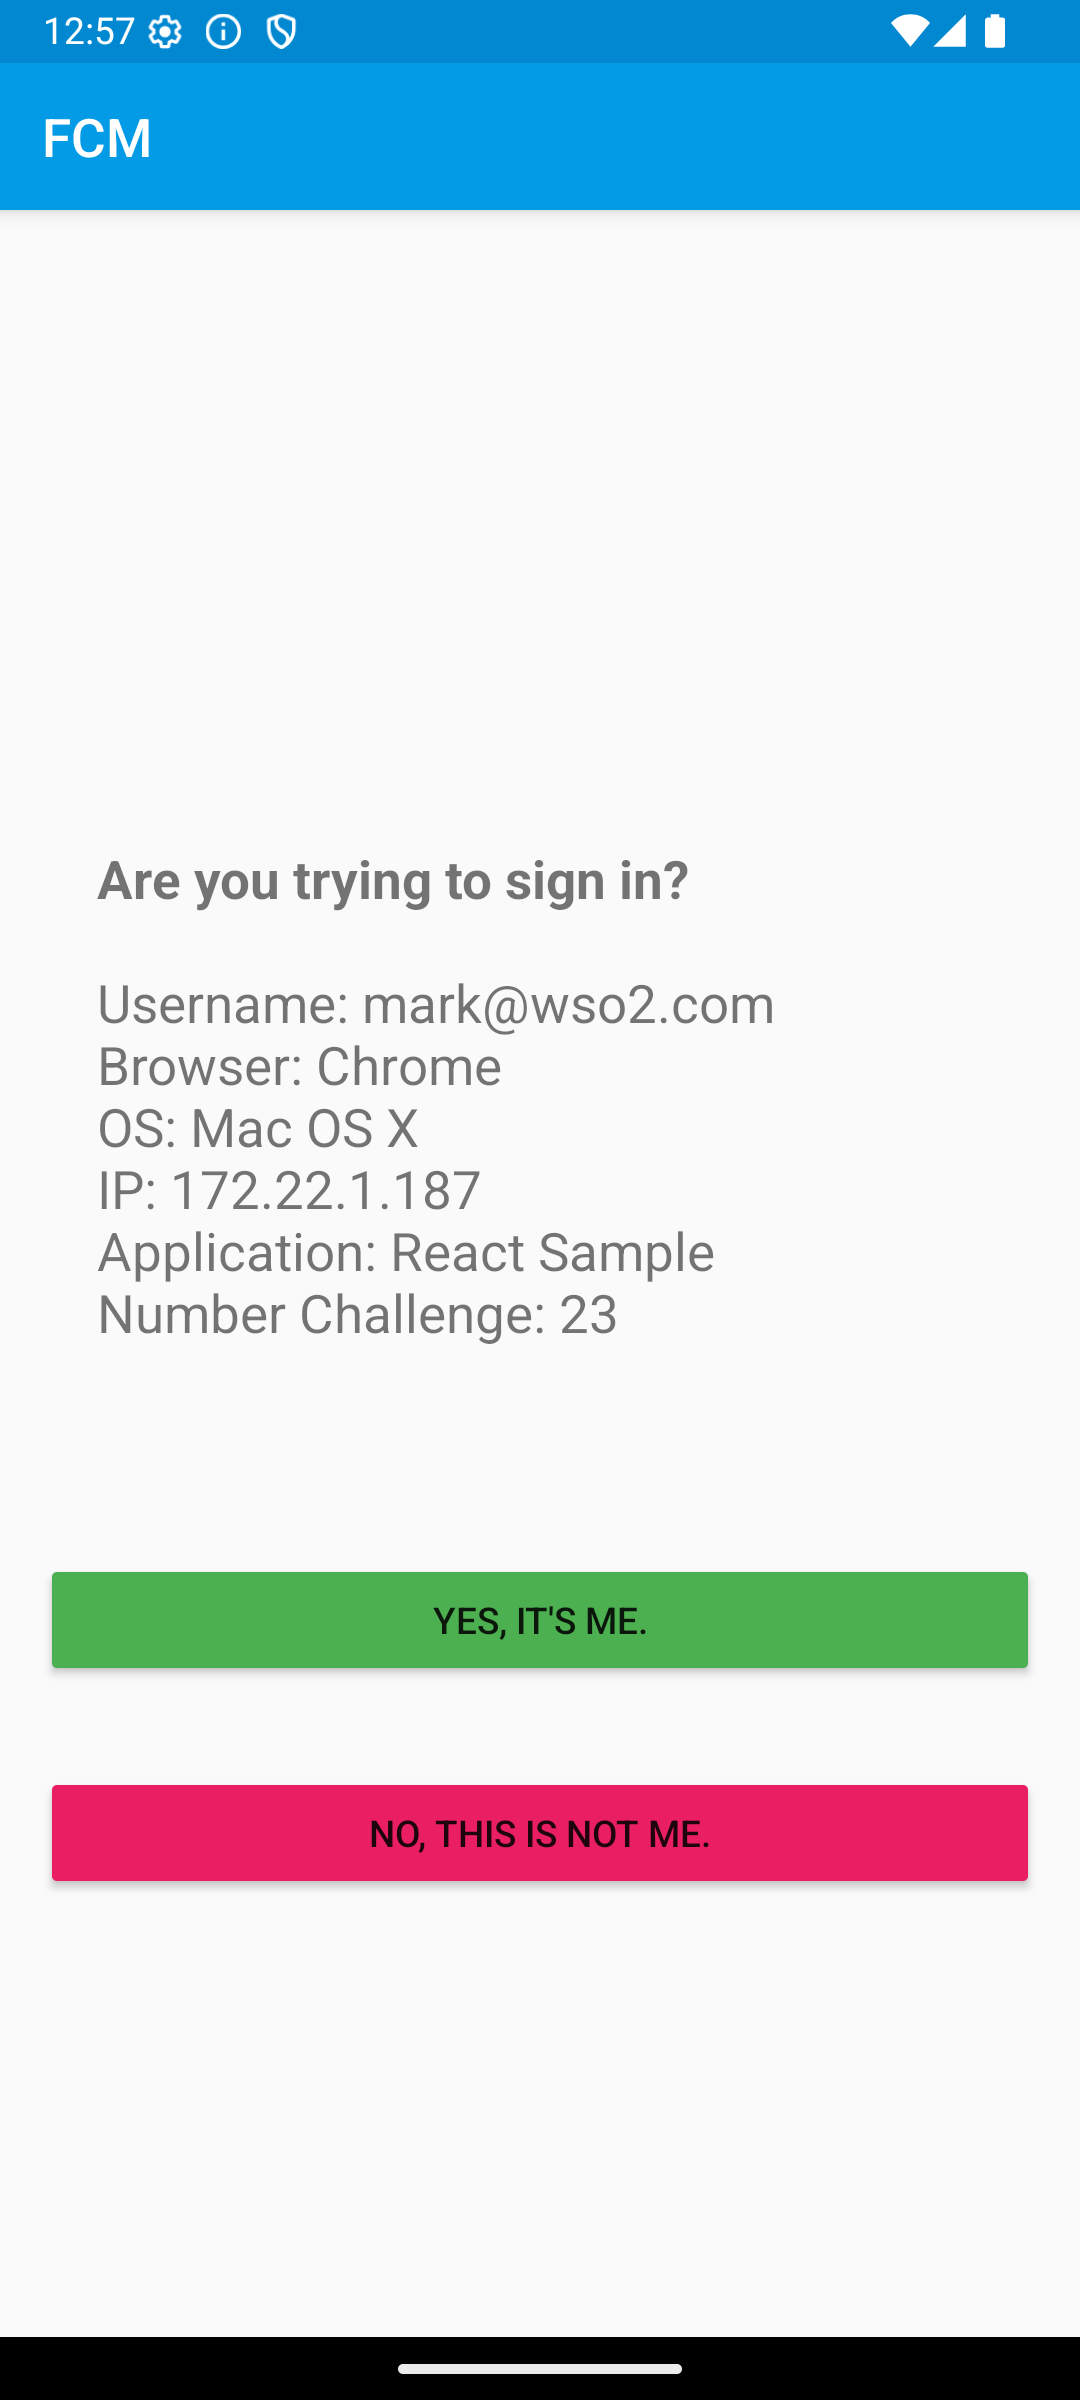 12:57
FCM
Are you trying to sign in?
Username: mark@wso2.com
Browser: Chrome
OS: Mac OS X
IP: 172.22.1.187
Application: React Sample
Number Challenge: 23
YES, IT'S ME.
NO, THIS IS NOT ME.